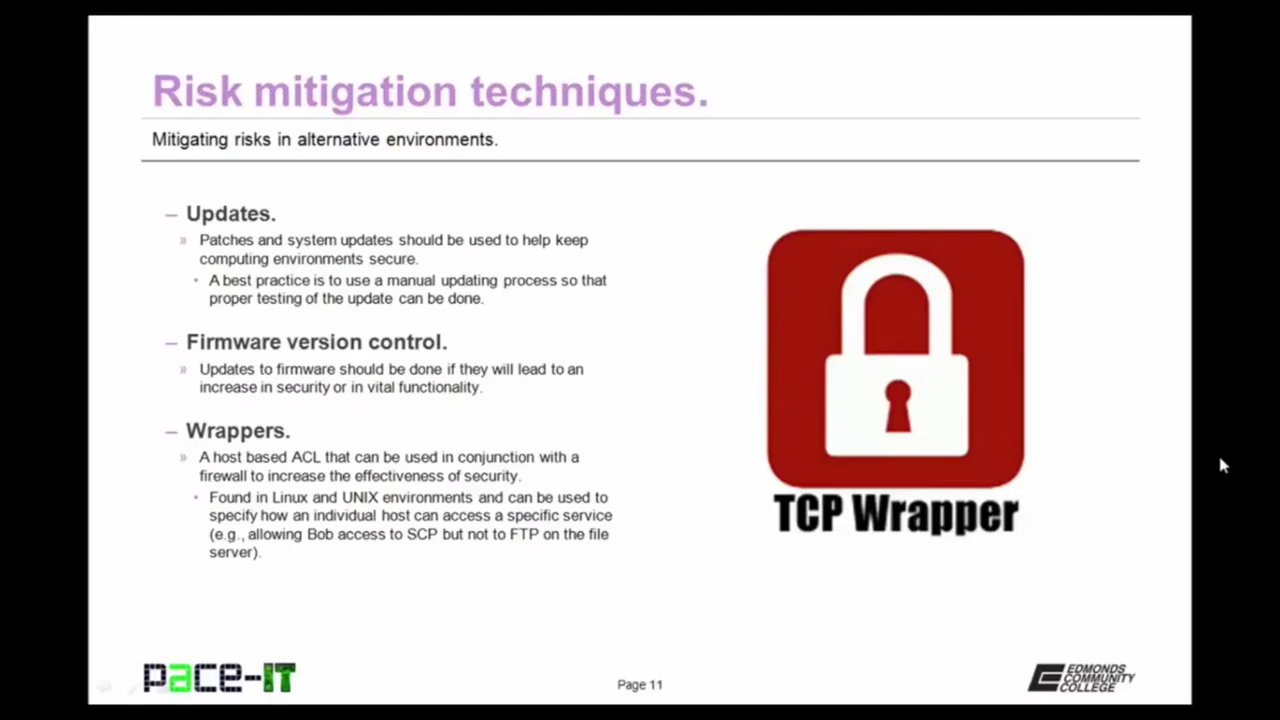 Risk mitigation techniques.
Mitigating risks in alternative environments.
– Updates.
» Patches and system updates should be used to help keep
computing environments secure.
• A best practice is to use a manual updating process so that
proper testing of the update can be done.
– Firmware version control.
» Updates to firmware should be done if they will lead to an
increase in security or in vital functionality.
– Wrappers.
» A host based ACL that can be used in conjunction with a
firewall to increase the effectiveness of security.
• Found in Linux and UNIX environments and can be used to
specify how an individual host can access a specific service
(e.g., allowing Bob access to SCP but not to FTP on the file
server).
TCP Wrapper
pace-IT
Page 11
EDMONDS
COMMUNITY
COLLEGE